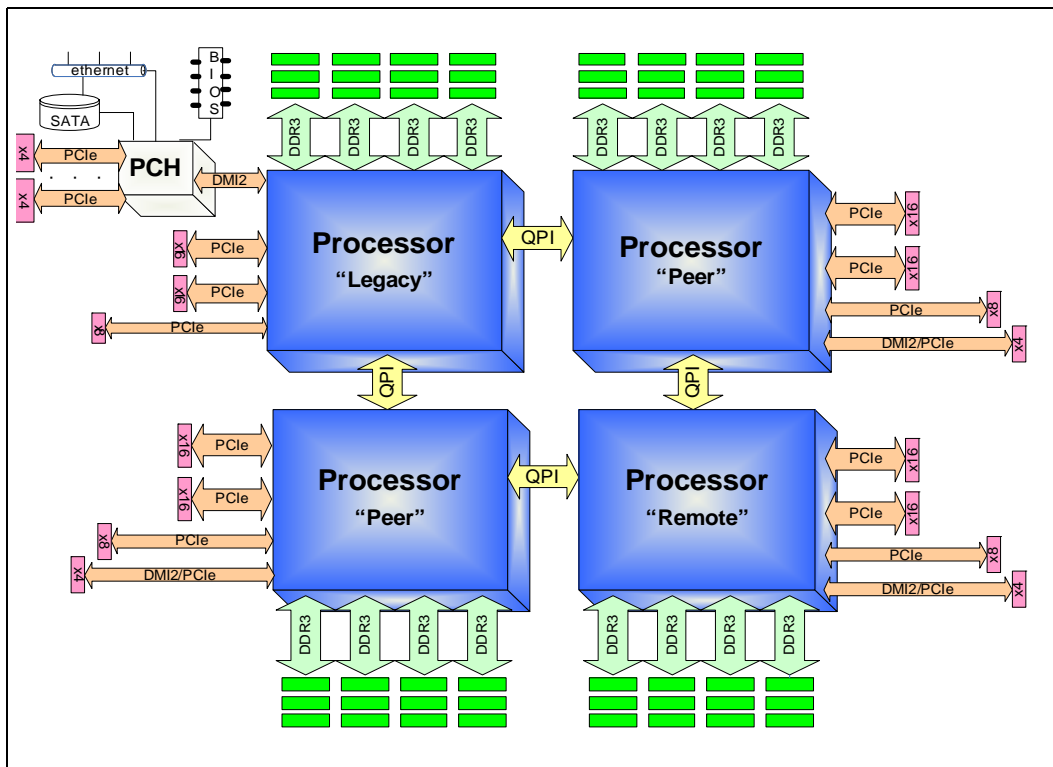 ethernet
BIOS
SATA
PCH
x4 PCIe
. . .
x4 PCIe
DMI2
DDR3 DDR3 DDR3 DDR3
DDR3 DDR3 DDR3 DDR3
Processor
“Legacy”
QPI
Processor
“Peer”
PCIe
PCIe
x8 PCIe
PCIe x16
PCIe x16
PCIe x8
DMI2/PCIe x4
QPI
QPI
Processor
“Peer”
QPI
Processor
“Remote”
x16 PCIe
x16 PCIe
x8 PCIe
x4 DMI2/PCIe
PCIe x16
PCIe x16
PCIe x8
DMI2/PCIe x4
DDR3 DDR3 DDR3 DDR3
DDR3 DDR3 DDR3 DDR3